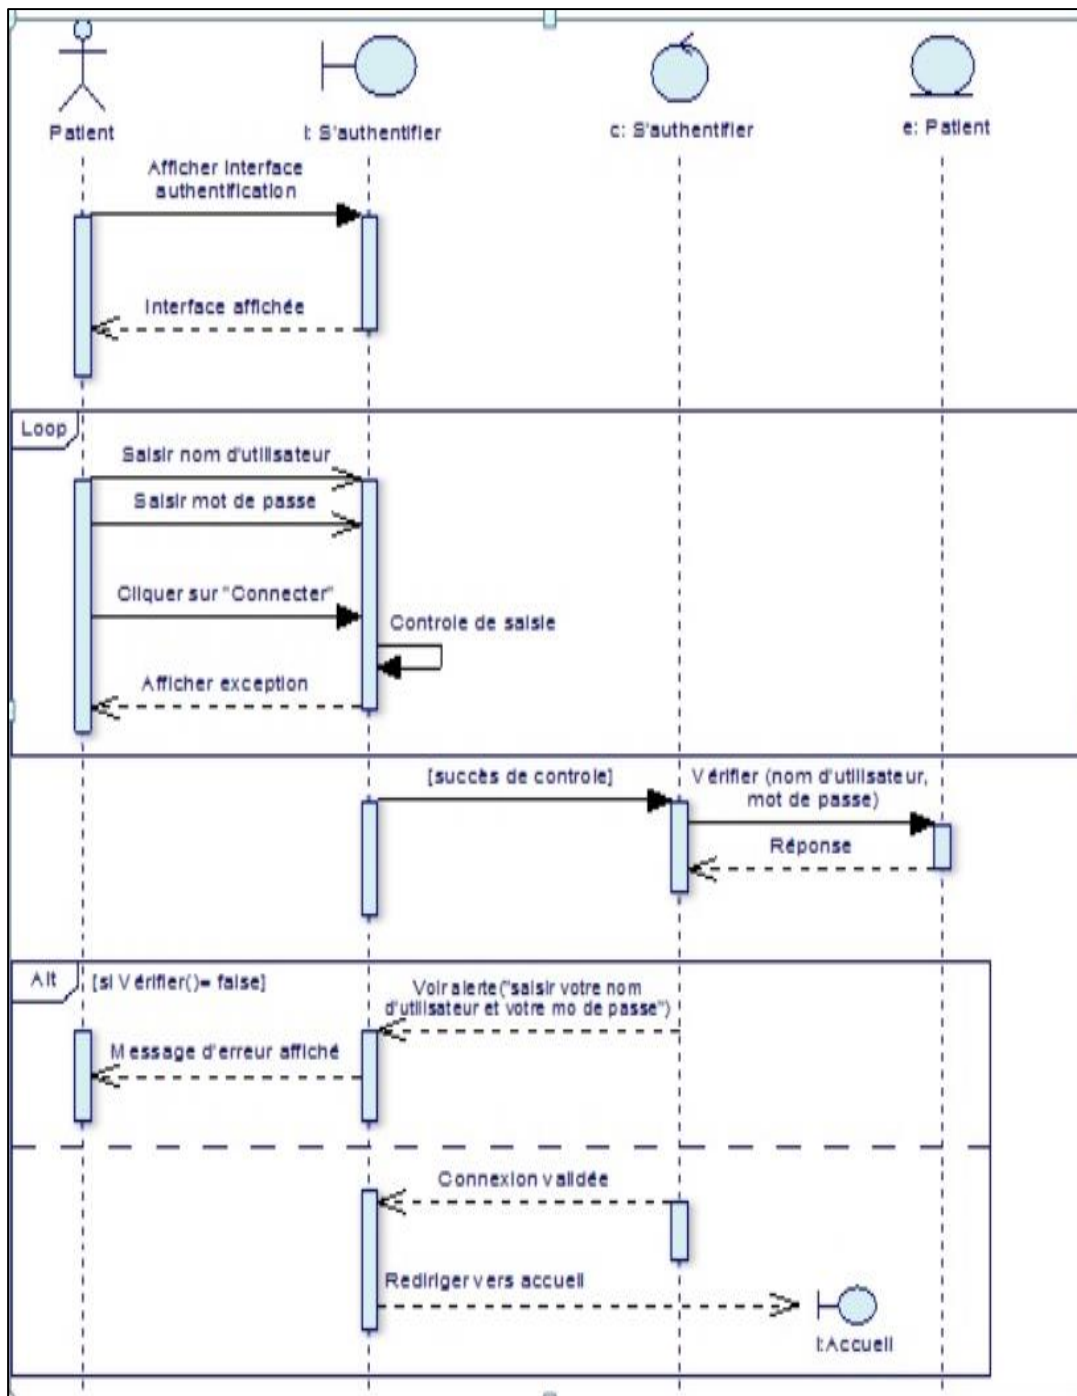 Patient
I: S'authentifier
c: S'authentifier
e: Patient
Afficher interface
authentification
Interface affichée
Loop
Saisir nom d'utilisateur
Saisir mot de passe
Cliquer sur "Connecter"
Controle de saisie
Afficher exception
[succès de controle]
Vérifier (nom d'utilisateur,
mot de passe)
Réponse
Alt
[si Vérifier()= false]
Voir alerte("saisir votre nom
d'utilisateur et votre mo de passe")
Message d'erreur affiché
Connexion validée
Rediriger vers accueil
I:Accueil